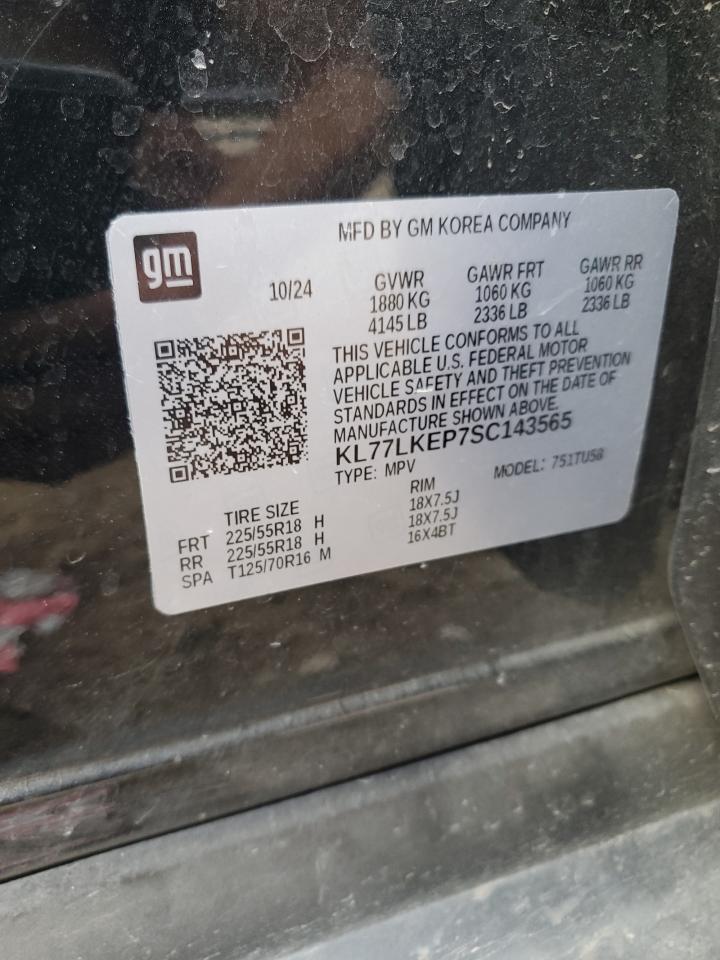 MFD BY GM KOREA COMPANY
gm
10/24
GVWR
1880 KG
4145 LB
GAWR FRT
1060 KG
2336 LB
GAWR RR
1060 KG
2336 LB
THIS VEHICLE CONFORMS TO ALL
APPLICABLE U.S. FEDERAL MOTOR
VEHICLE SAFETY AND THEFT PREVENTION
STANDARDS IN EFFECT ON THE DATE OF
MANUFACTURE SHOWN ABOVE.
KL77LKEP7SC143565
TYPE: MPV MODEL: 751TU58
TIRE SIZE RIM
FRT 225/55R18 H 18X7.5J
RR 225/55R18 H 18X7.5J
SPA T125/70R16 M 16X4BT